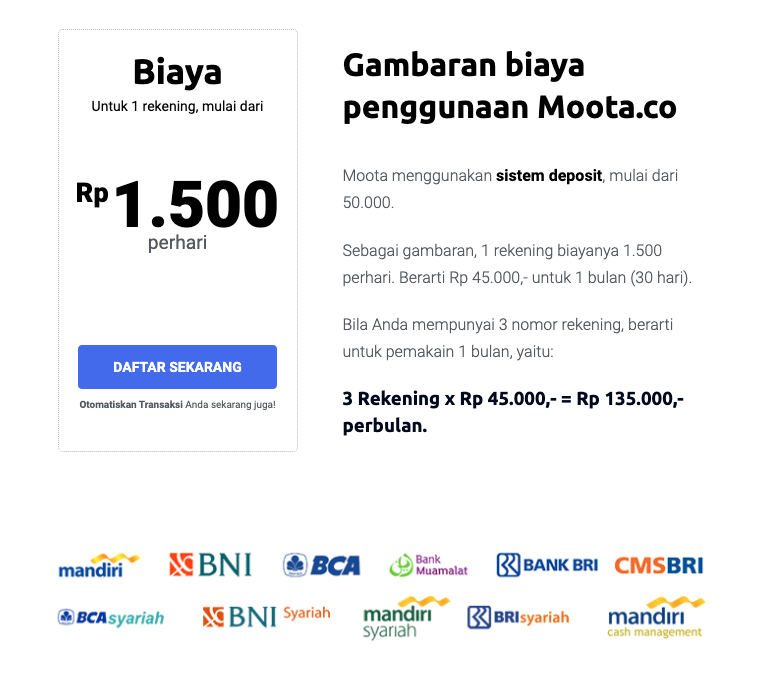 Biaya
Untuk 1 rekening, mulai dari
Rp 1.500
perhari
DAFTAR SEKARANG
Otomatiskan Transaksi Anda sekarang juga!
Gambaran biaya
penggunaan Moota.co
Moota menggunakan sistem deposit, mulai dari
50.000.
Sebagai gambaran, 1 rekening biayanya 1.500
perhari. Berarti Rp 45.000,- untuk 1 bulan (30 hari).
Bila Anda mempunyai 3 nomor rekening, berarti
untuk pemakain 1 bulan, yaitu:
3 Rekening x Rp 45.000,- = Rp 135.000,-
perbulan.
mandiri BNI BCA Bank Muamalat BANK BRI CMSBRI
BCA syariah BNI Syariah mandiri syariah BRIsyariah mandiri cash management